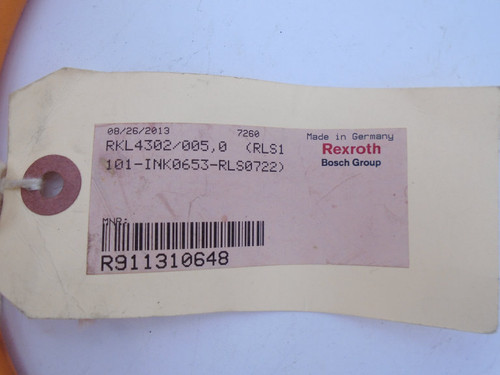 08/26/2013 7260 Made in Germany
RKL4302/005,0 (RLS1 Rexroth
101-INK0653-RLS0722) Bosch Group
MNR:
R911310648